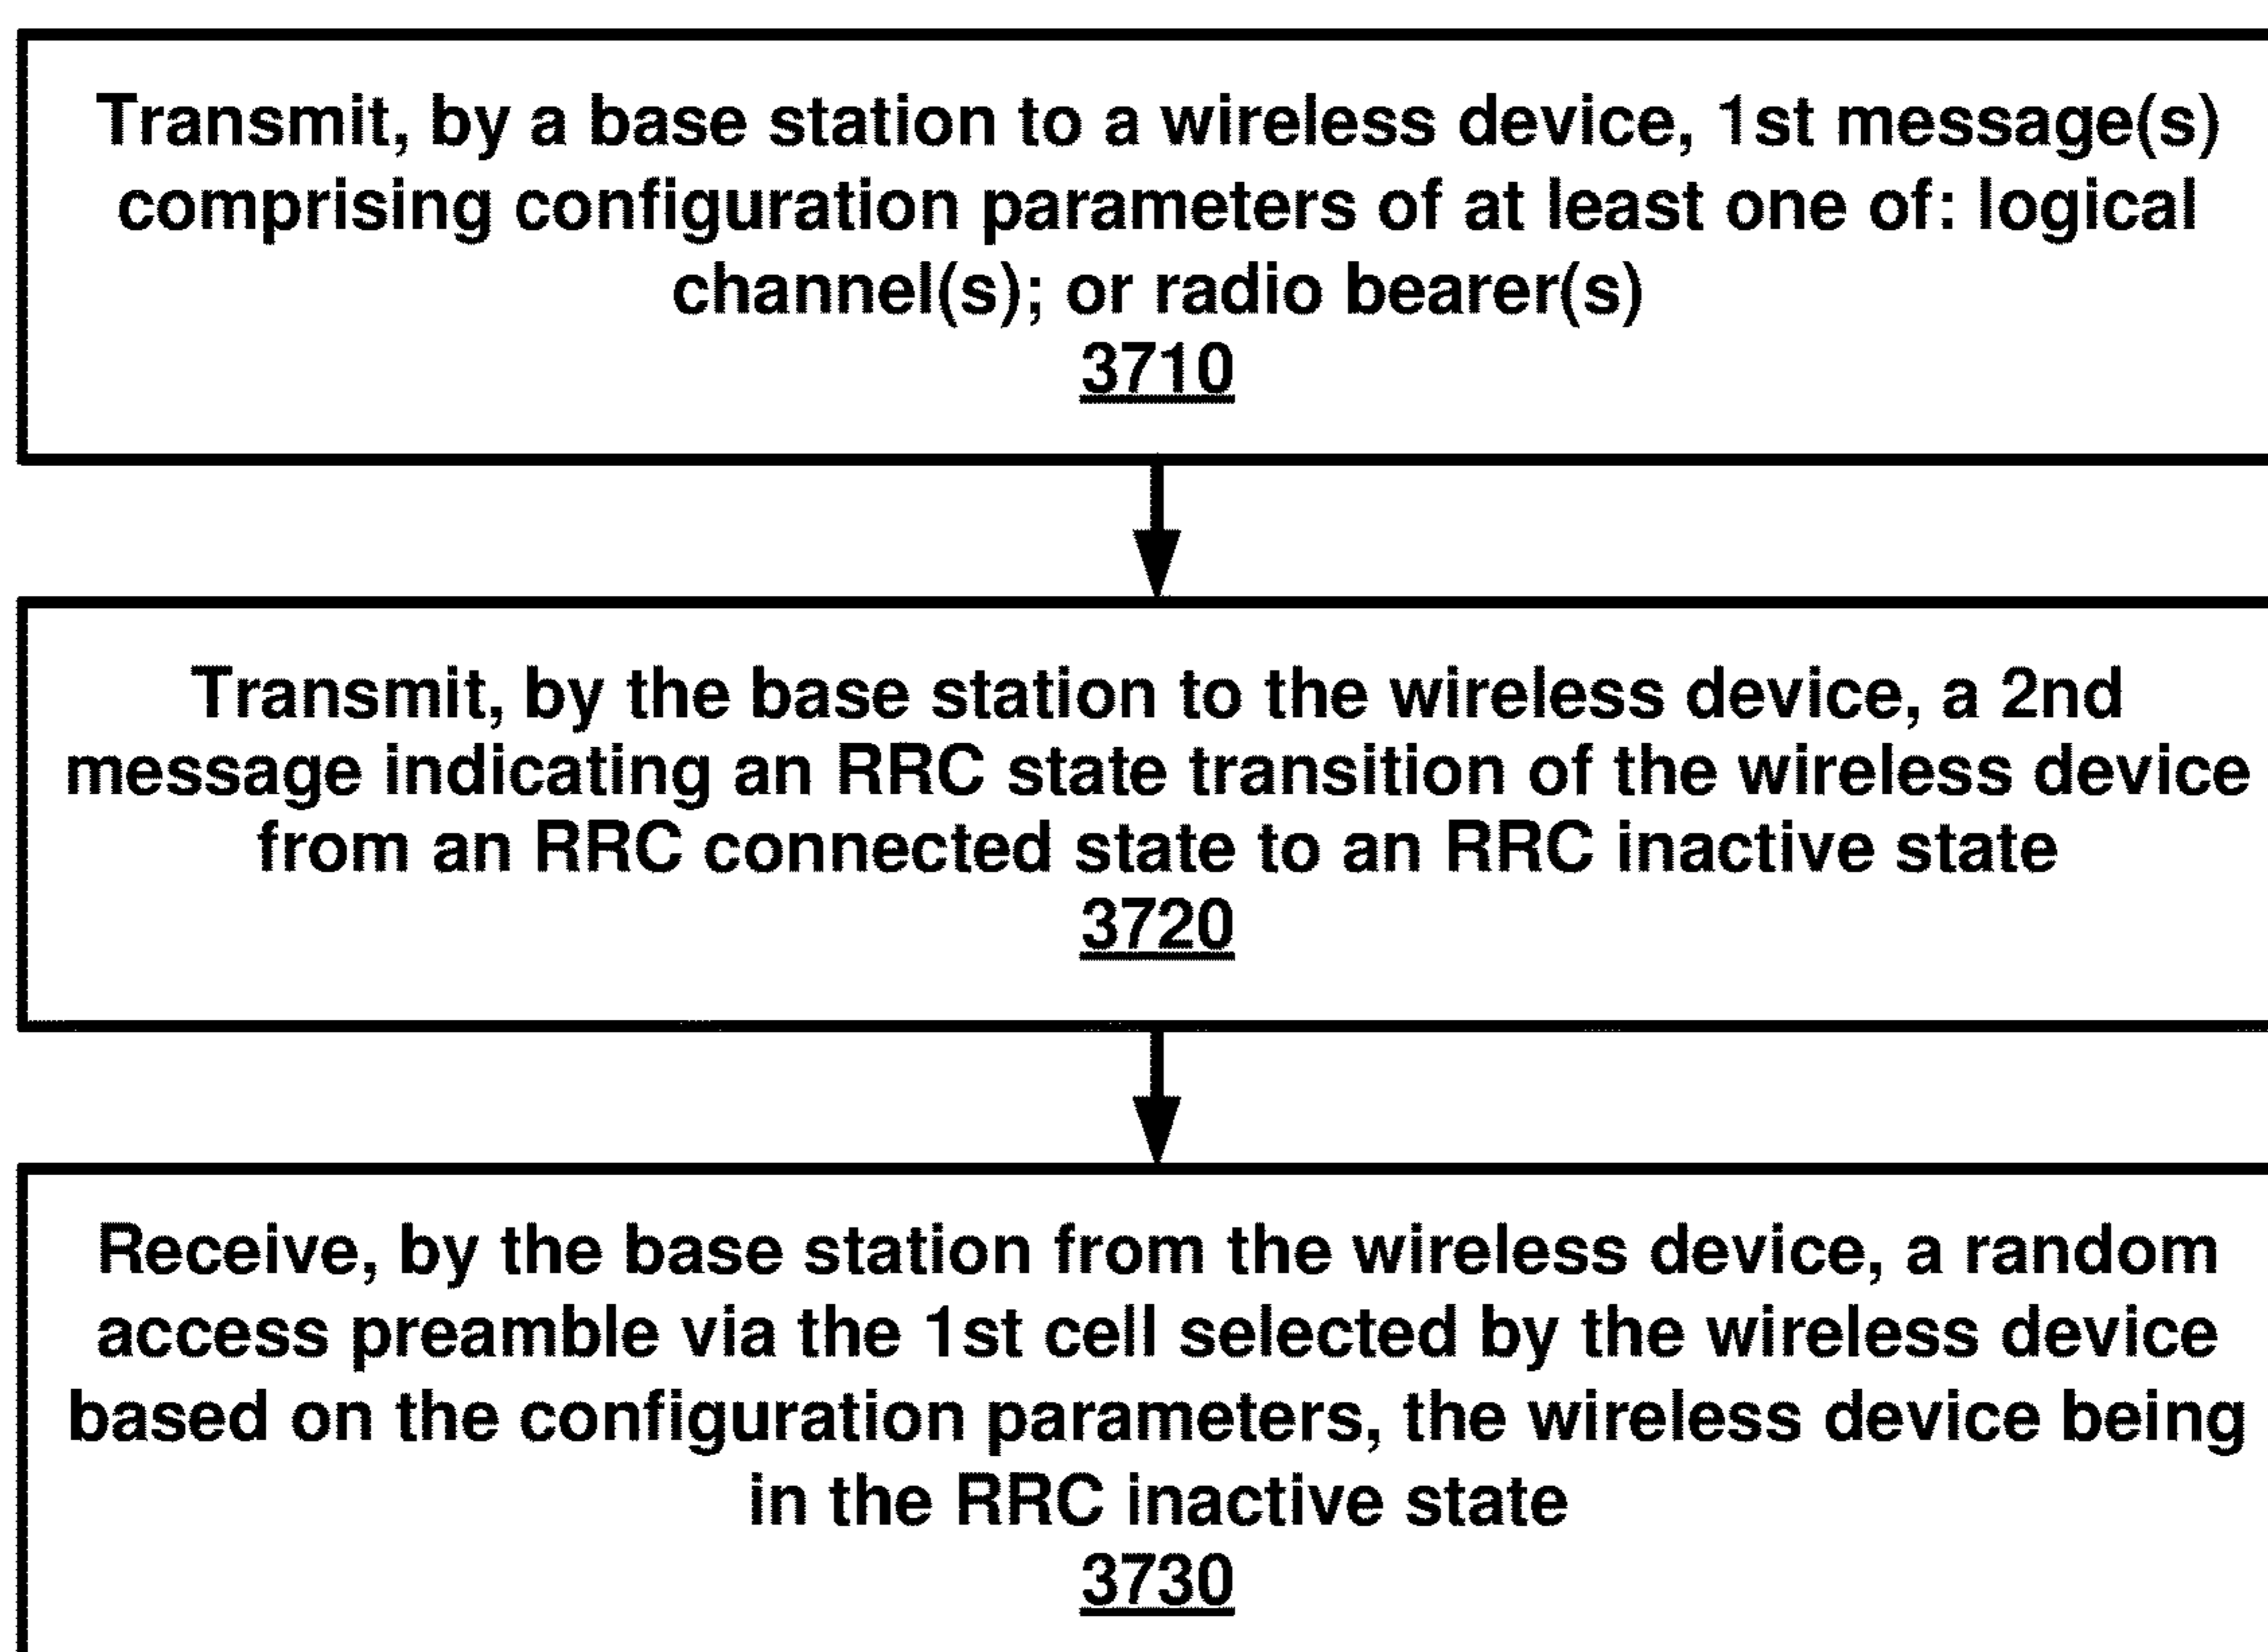 Transmit, by a base station to a wireless device, 1st message(s)
comprising configuration parameters of at least one of: logical
channel(s); or radio bearer(s)
3710
Transmit, by the base station to the wireless device, a 2nd
message indicating an RRC state transition of the wireless device
from an RRC connected state to an RRC inactive state
3720
Receive, by the base station from the wireless device, a random
access preamble via the 1st cell selected by the wireless device
based on the configuration parameters, the wireless device being
in the RRC inactive state
3730